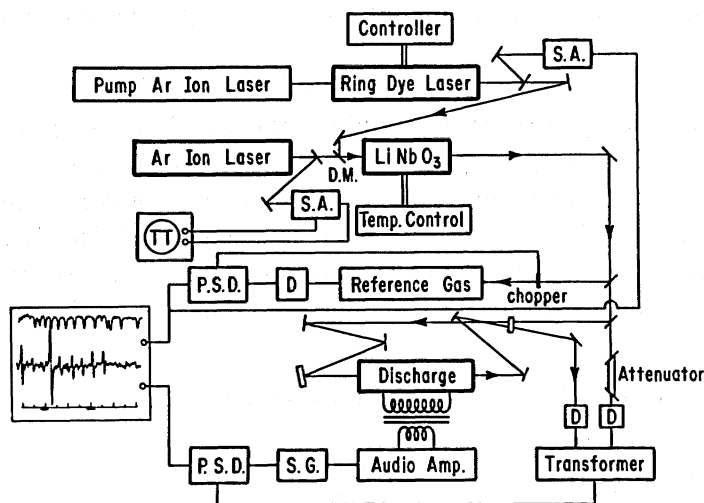 Controller
S.A.
Pump Ar Ion Laser
Ring Dye Laser
Ar Ion Laser
D.M.
LiNbO3
S.A.
Temp. Control
P.S.D.
D
Reference Gas
chopper
Discharge
Attenuator
D
D
P.S.D.
S.G.
Audio Amp.
Transformer